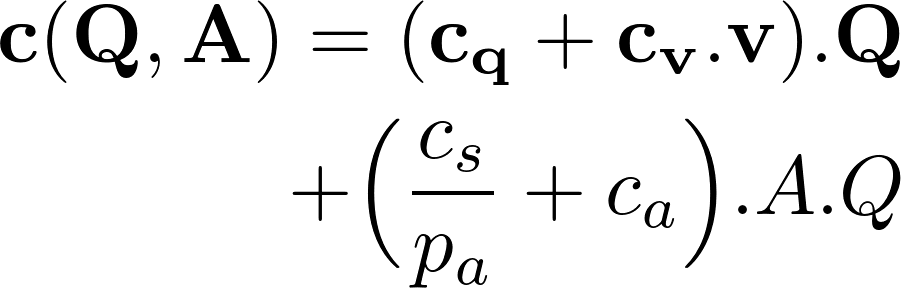 c(Q, A) = (c_q + c_v.v).Q
+(c_s/p_a + c_a).A.Q